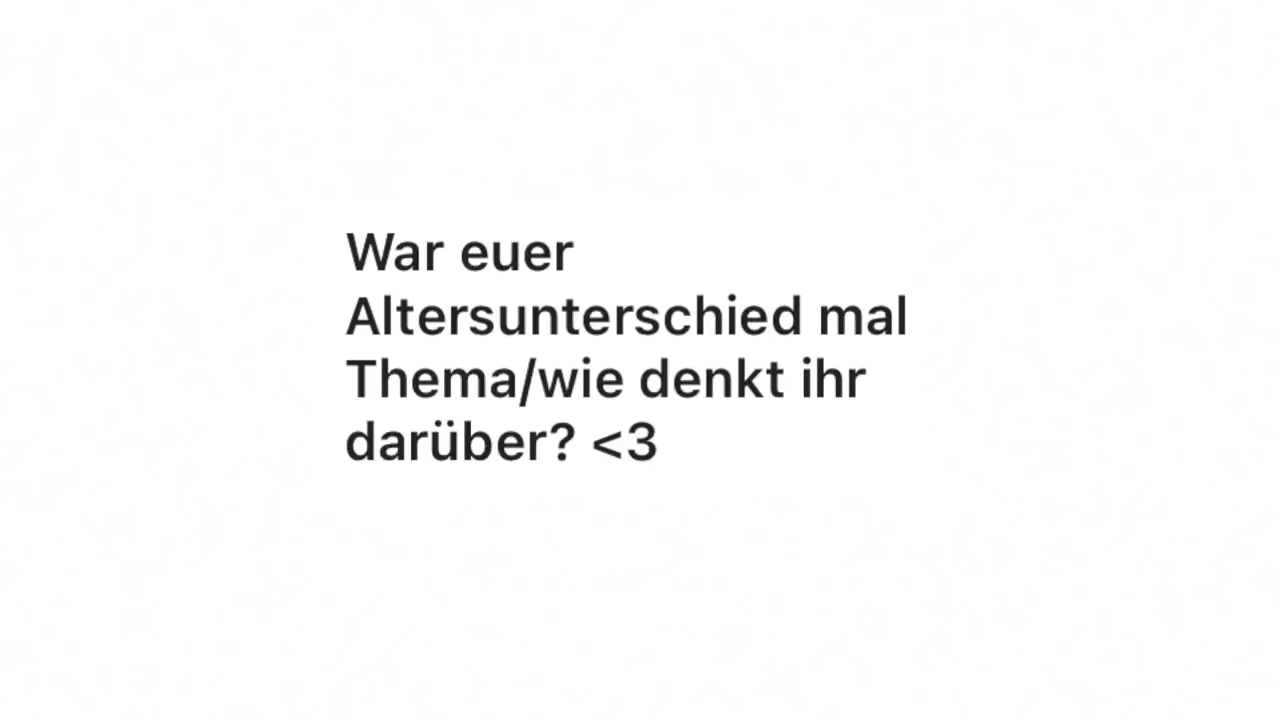 War euer
Altersunterschied mal
Thema/wie denkt ihr
darüber? <3